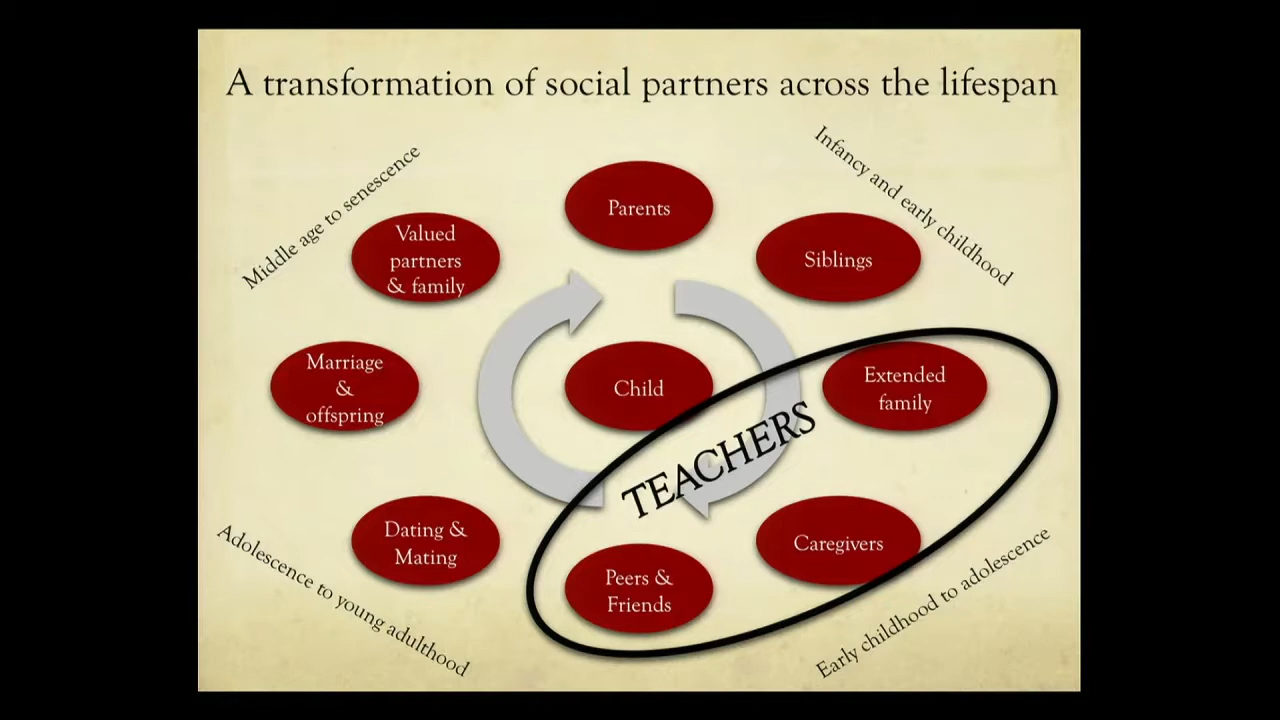 A transformation of social partners across the lifespan
Middle age to senescence
Infancy and early childhood
Parents
Valued
partners
& family
Siblings
Marriage
&
offspring
Child
Extended
family
TEACHERS
Dating &
Mating
Caregivers
Peers &
Friends
Adolescence to young adulthood
Early childhood to adolescence